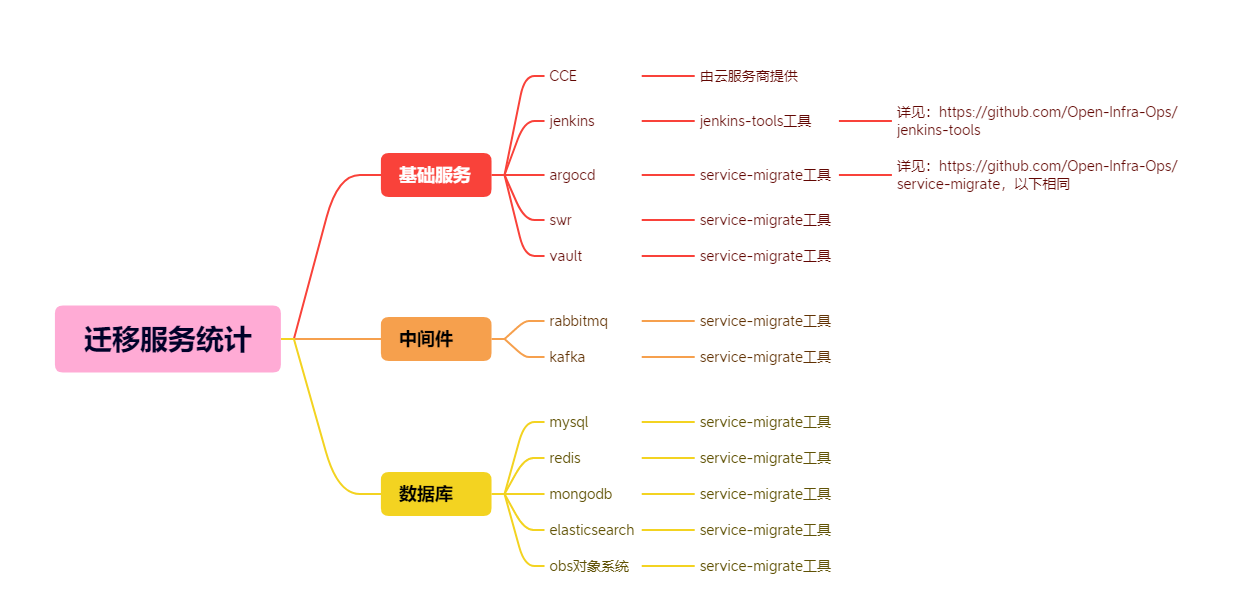 迁移服务统计
基础服务
CCE
由云服务商提供
jenkins
jenkins-tools工具
详见：https://github.com/Open-Infra-Ops/
jenkins-tools
argocd
service-migrate工具
详见：https://github.com/Open-Infra-Ops/
service-migrate，以下相同
swr
service-migrate工具
vault
service-migrate工具
中间件
rabbitmq
service-migrate工具
kafka
service-migrate工具
数据库
mysql
service-migrate工具
redis
service-migrate工具
mongodb
service-migrate工具
elasticsearch
service-migrate工具
obs对象系统
service-migrate工具